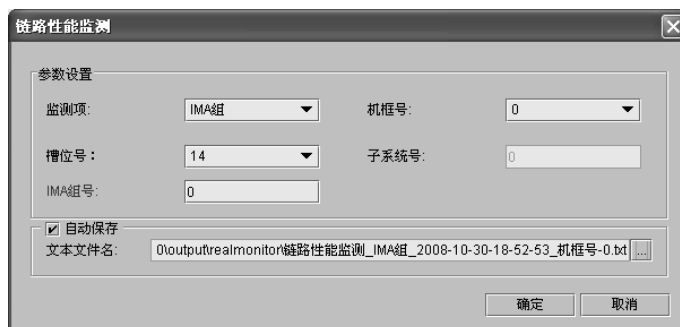 链路性能监测
参数设置
监测项: IMA组 机框号: 0
槽位号： 14 子系统号: 0
IMA组号: 0
自动保存
文本文件名: 0\output\realmonitor\链路性能监测_IMA组_2008-10-30-18-52-53_机框号-0.txt ...
确定 取消